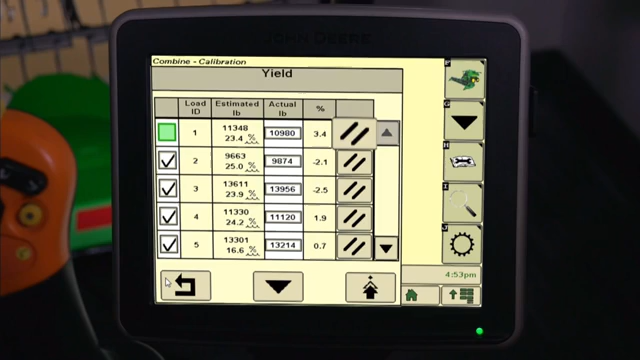 JOHN DEERE
Combine - Calibration
Yield
Load ID Estimated lb Actual lb %
1 11348 23.4 % 10980 3.4
2 9663 25.0 % 9874 -2.1
3 13611 23.9 % 13956 -2.5
4 11330 24.2 % 11120 1.9
5 13301 16.6 % 13214 0.7
F
G
H
I
J
4:53pm